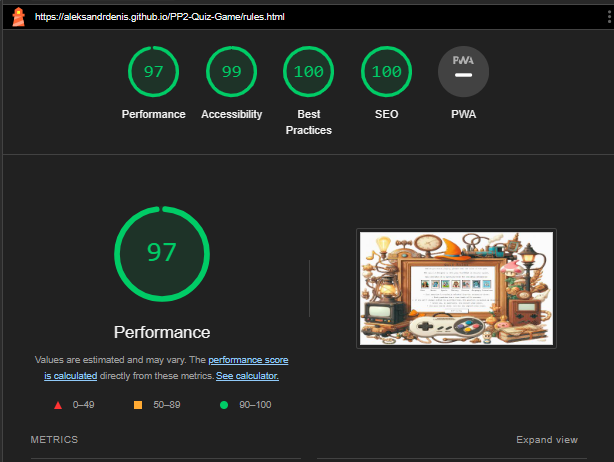 https://aleksandrdenis.github.io/PP2-Quiz-Game/rules.html
97
99
100
100
PWA
Performance
Accessibility
Best
Practices
SEO
PWA
97
Performance
Values are estimated and may vary. The performance score
is calculated directly from these metrics. See calculator.
0–49
50–89
90–100
METRICS
Expand view